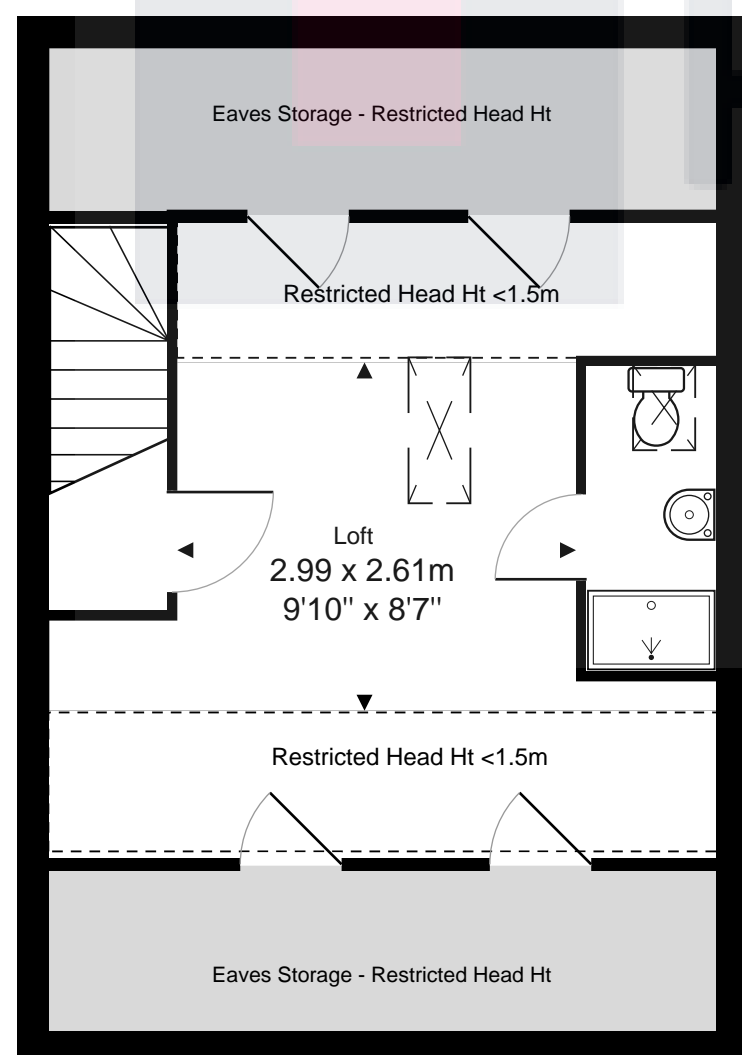 Eaves Storage - Restricted Head Ht
Restricted Head Ht <1.5m
Loft
2.99 x 2.61m
9'10" x 8'7"
Restricted Head Ht <1.5m
Eaves Storage - Restricted Head Ht